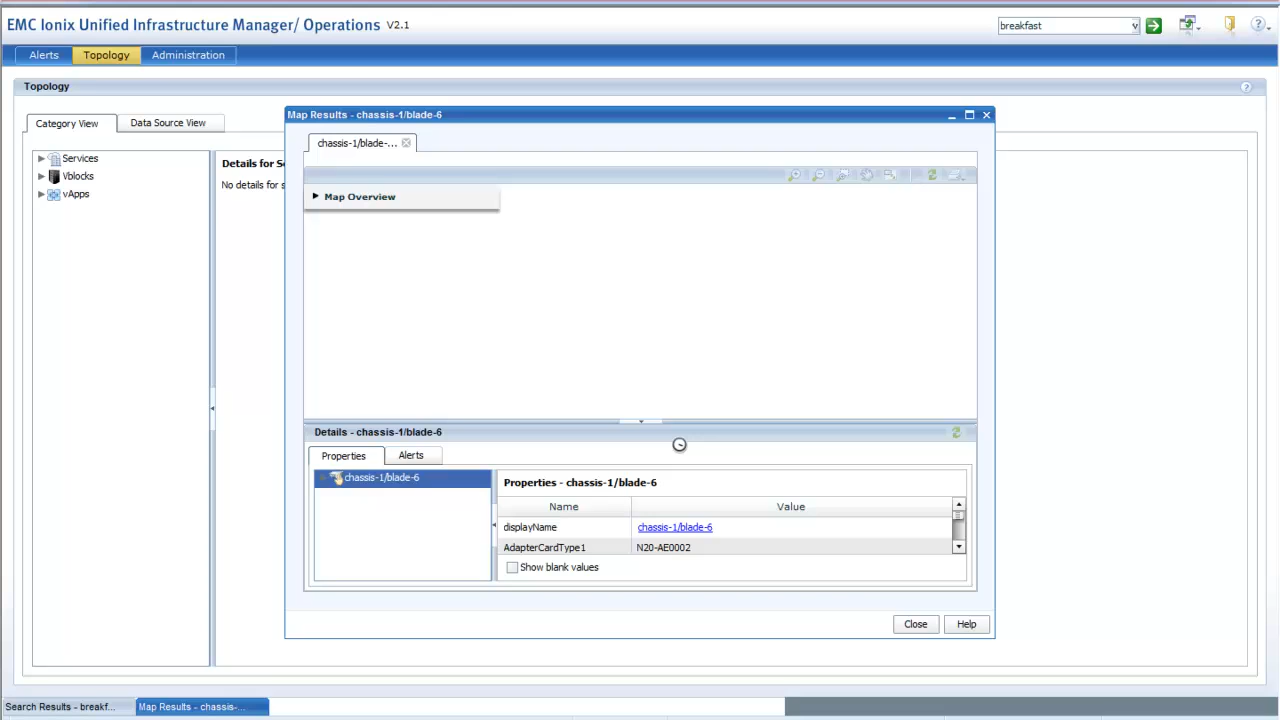 EMC Ionix Unified Infrastructure Manager/ Operations V2.1
breakfast
Alerts
Topology
Administration
Topology
Category View
Data Source View
Services
Vblocks
vApps
Details for S
No details for s
Map Results - chassis-1/blade-6
chassis-1/blade-...
Map Overview
Details - chassis-1/blade-6
Properties
Alerts
chassis-1/blade-6
Properties - chassis-1/blade-6
Name Value
displayName chassis-1/blade-6
AdapterCardType1 N20-AE0002
Show blank values
Close
Help
Search Results - breakf...
Map Results - chassis-...